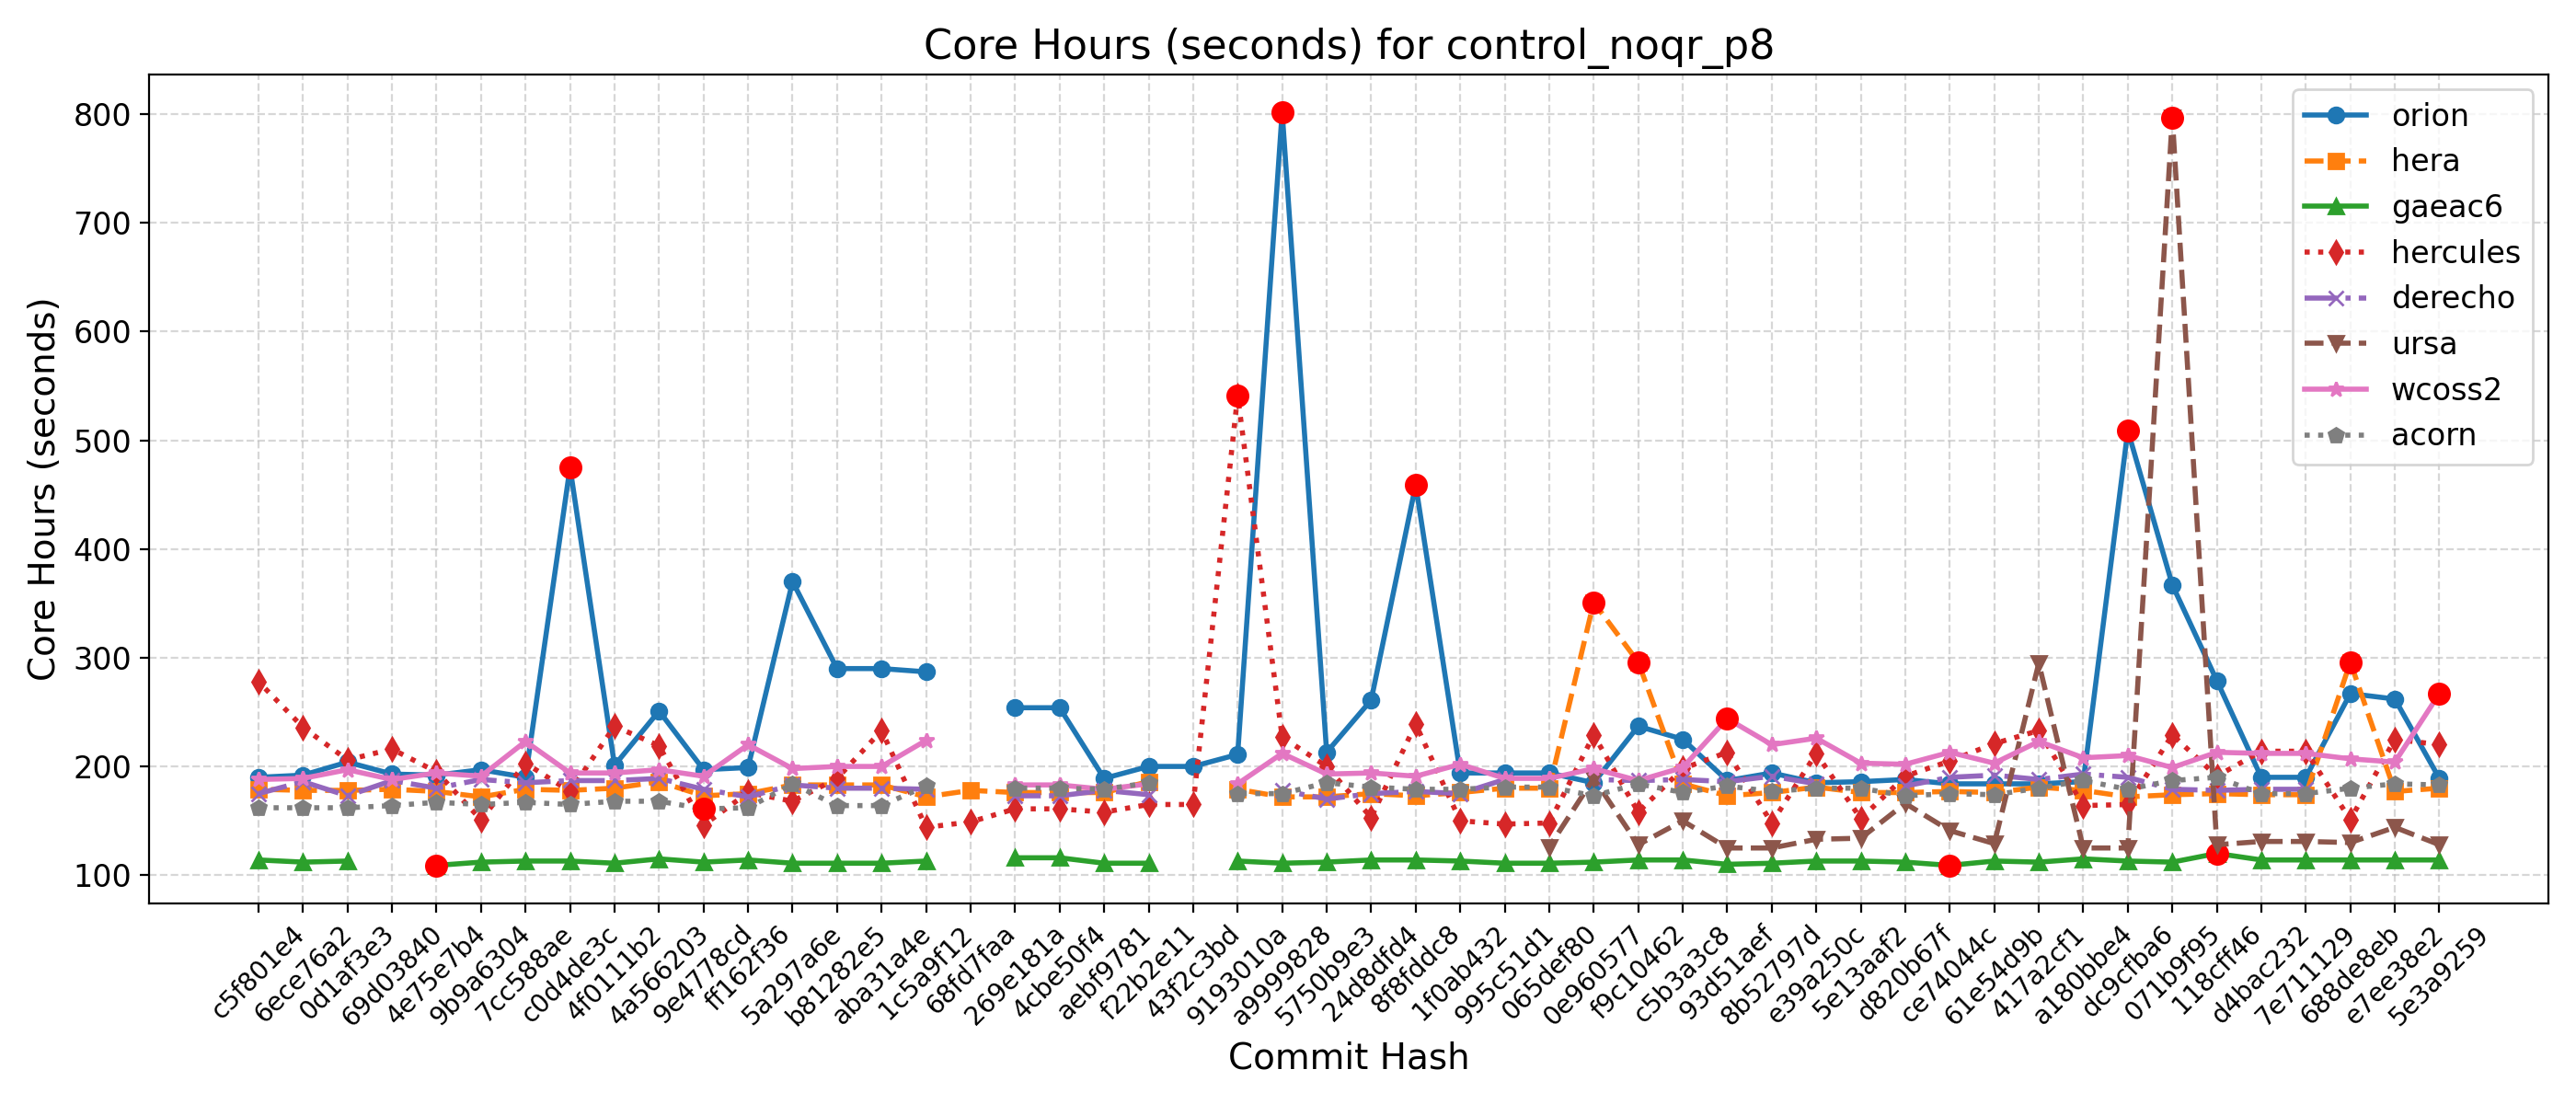 Core Hours (seconds) for control_noqr_p8
Core Hours (seconds)
800
700
600
500
400
300
200
100
orion
hera
gaeac6
hercules
derecho
ursa
wcoss2
acorn
c5f801e4
6ece76a2
0d1af3e3
69d03840
4e75e7b4
9b9a6304
7cc588ae
c0d4de3c
4f0111b2
4a566203
9e4778cd
ff162f36
5a297a6e
b81282e5
aba31a4e
1c5a9f12
68fd7faa
269e181a
4cbe50f4
aebf9781
f22b2e11
43f2c3bd
9193010a
a9999828
5750b9e3
24d8dfd4
8f8fddc8
1f0ab432
995c51d1
065def80
0e960577
f9c10462
c5b3a3c8
93d51aef
8b52797d
e39a250c
5e13aaf2
d820b67f
ce74044c
61e54d9b
417a2cf1
a180bbe4
dc9cfba6
071b9f95
118cff46
d4bac232
7e711129
688de8eb
e7ee38e2
5e3a9259
Commit Hash